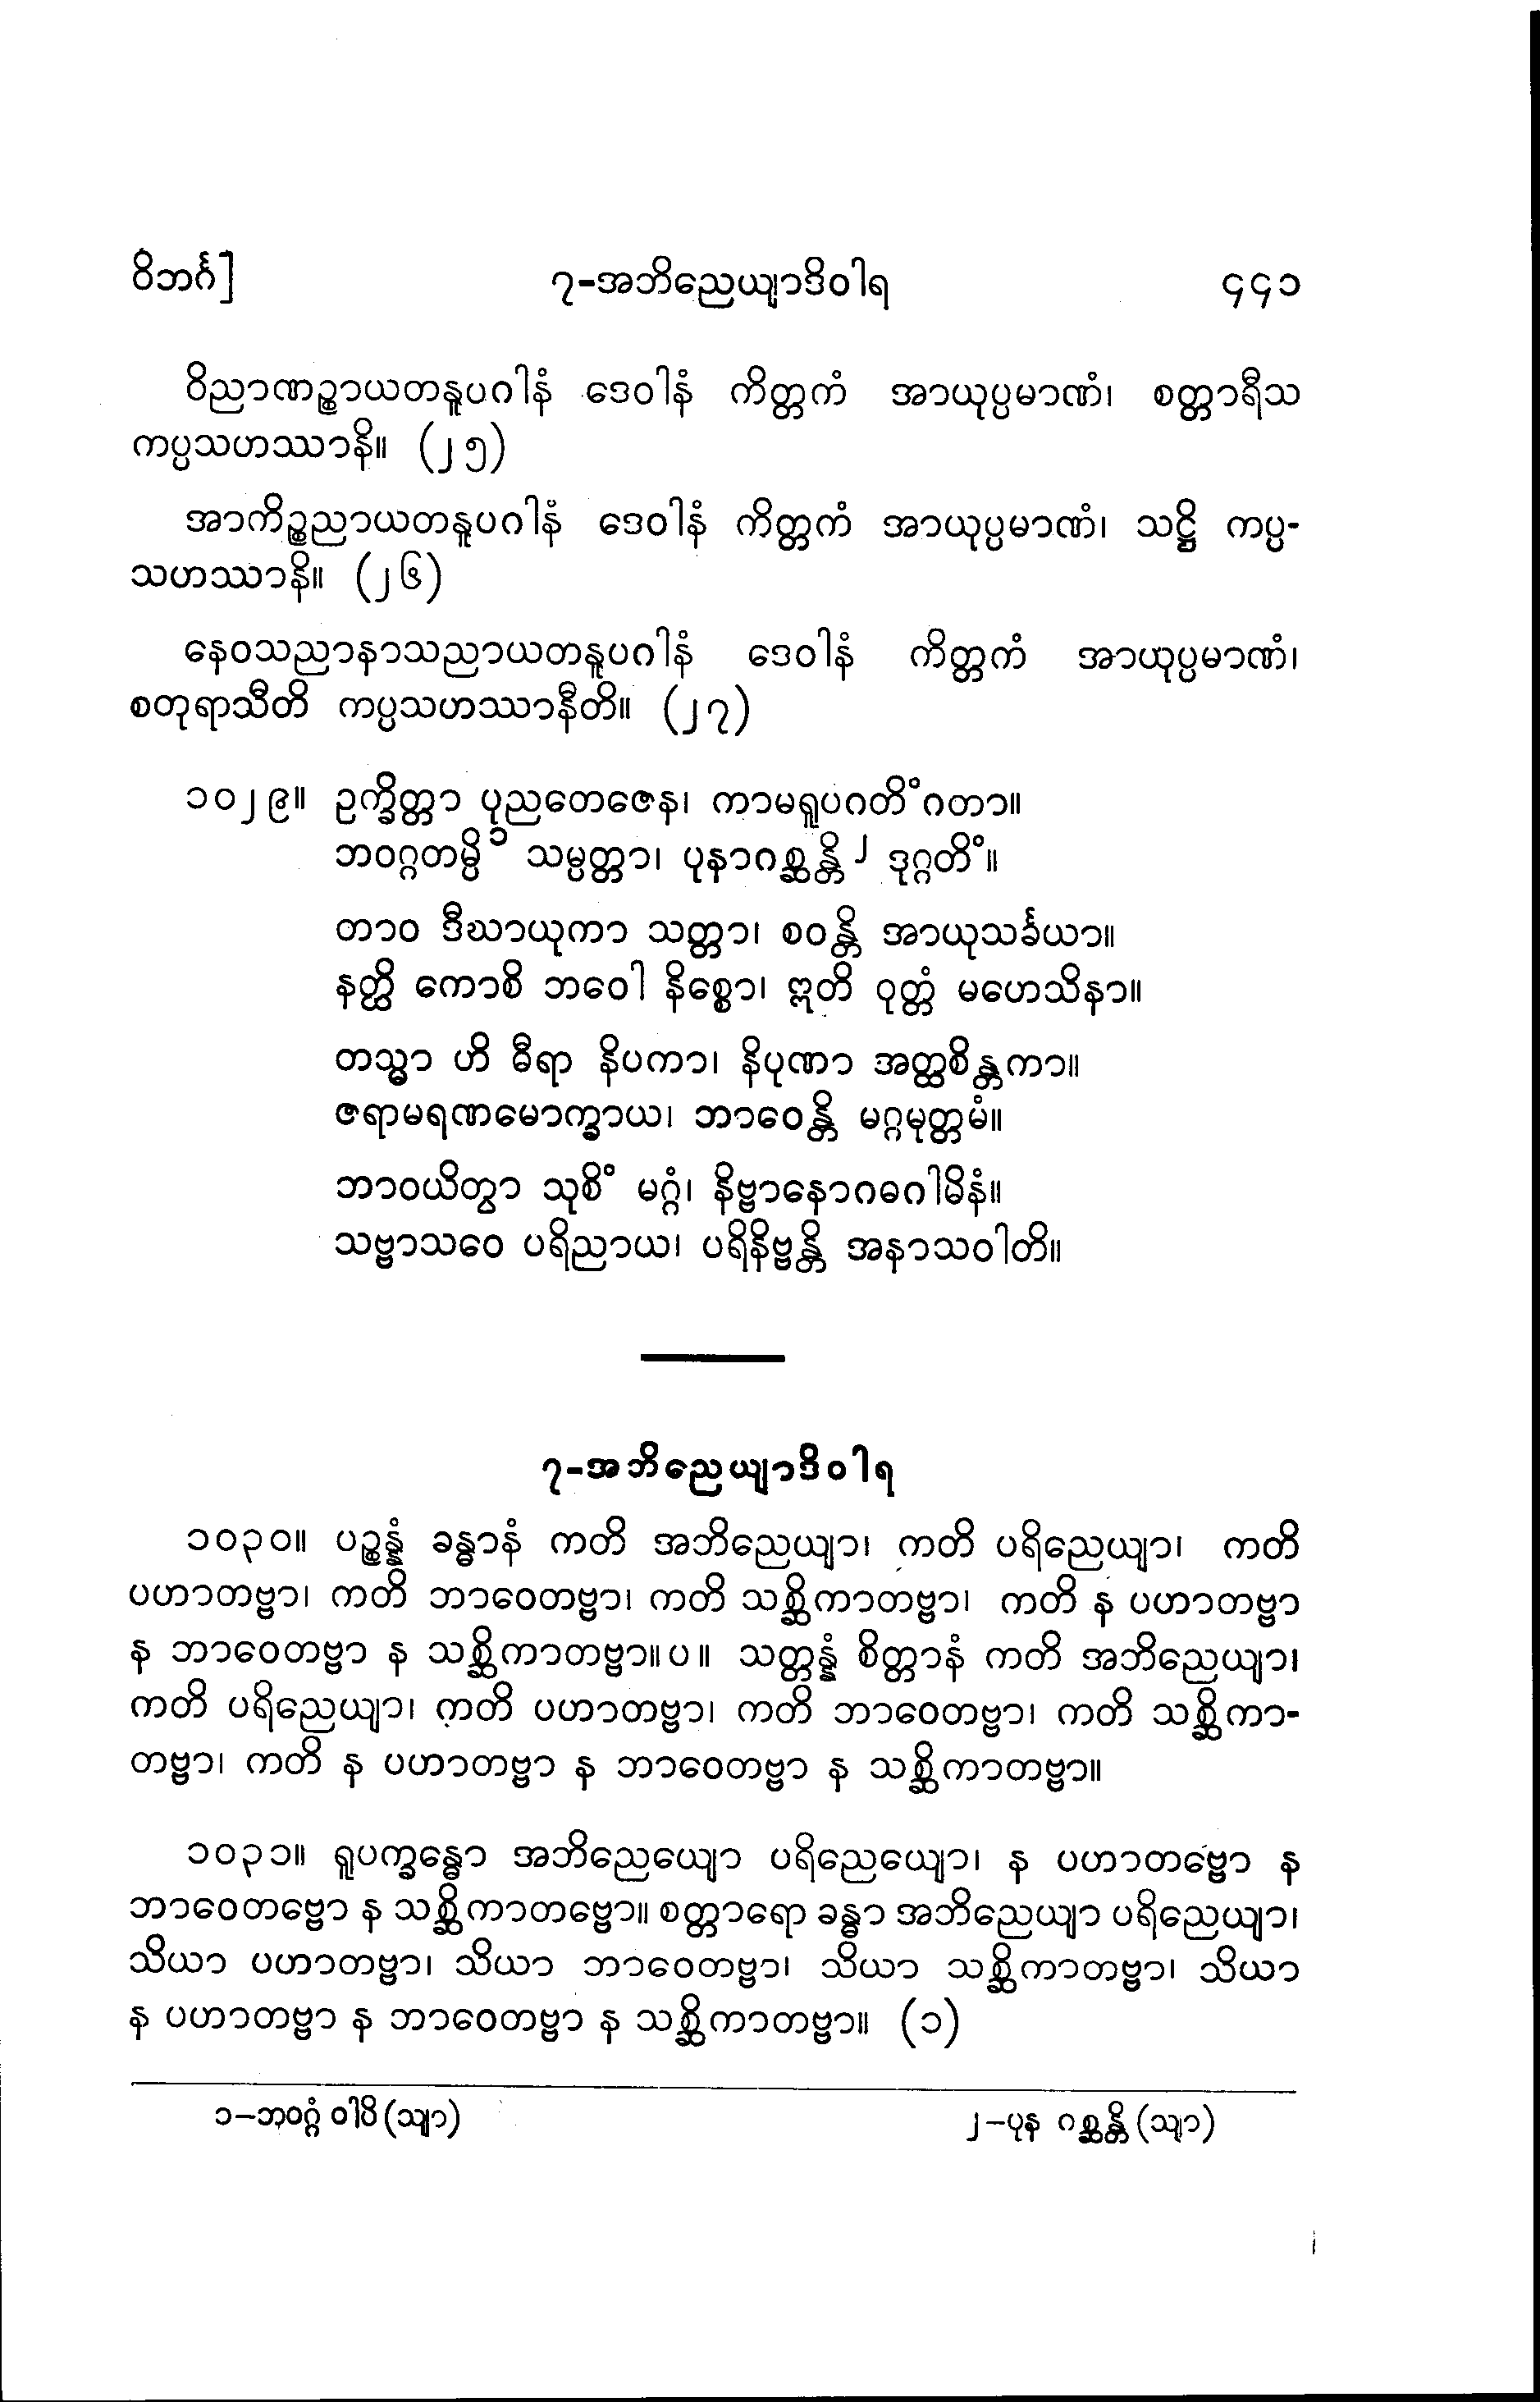 ဝိဘင်္ဂ] ၇-အဘိညေယျာဒိဝါရ ၄၄၁
ဝိညာဏဉ္စာယတနူပဂါနံ ဒေဝါနံ ကိတ္တကံ အာယုပ္ပမာဏံ၊ စတ္တာရီသ
ကပ္ပသဟဿာနိ။ (၂၅)
အာကိဉ္စညာယတနူပဂါနံ ဒေဝါနံ ကိတ္တကံ အာယုပ္ပမာဏံ၊ သဋ္ဌိ ကပ္ပ-
သဟဿာနိ။ (၂၆)
နေဝသညာနာသညာယတနူပဂါနံ ဒေဝါနံ ကိတ္တကံ အာယုပ္ပမာဏံ၊
စတုရာသီတိ ကပ္ပသဟဿာနီတိ။ (၂၇)
၁၀၂၉။ ဥက္ခိတ္တာ ပုညတေဇေန၊ ကာမရူပဂတိံဂတာ။
ဘဝဂ္ဂတမ္ပိ ၁ သမ္ပတ္တာ၊ ပုနာဂစ္ဆန္တိ ၂ ဒုဂ္ဂတိံ။
တာဝ ဒီဃာယုကာ သတ္တာ၊ စဝန္တိ အာယုသင်္ခယာ။
နတ္ထိ ကောစိ ဘဝေါ နိစ္စော၊ ဣတိ ဝုတ္တံ မဟေသိနာ။
တသ္မာ ဟိ ဓီရာ နိပကာ၊ နိပုဏာ အတ္ထစိန္တကာ။
ဇရာမရဏမောက္ခာယ၊ ဘာဝေန္တိ မဂ္ဂမုတ္တမံ။
ဘာဝယိတွာ သုစိံ မဂ္ဂံ၊ နိဗ္ဗာနောဂဓဂါမိနံ။
သဗ္ဗာသဝေ ပရိညာယ၊ ပရိနိဗ္ဗန္တိ အနာသဝါတိ။
၇-အဘိညေယျာဒိဝါရ
၁၀၃၀။ ပဉ္စန္နံ ခန္ဓာနံ ကတိ အဘိညေယျာ၊ ကတိ ပရိညေယျာ၊ ကတိ
ပဟာတဗ္ဗာ၊ ကတိ ဘာဝေတဗ္ဗာ၊ ကတိ သစ္ဆိကာတဗ္ဗာ၊ ကတိ န ပဟာတဗ္ဗာ
န ဘာဝေတဗ္ဗာ န သစ္ဆိကာတဗ္ဗာ။ပ။ သတ္တန္နံ စိတ္တာနံ ကတိ အဘိညေယျာ၊
ကတိ ပရိညေယျာ၊ ကတိ ပဟာတဗ္ဗာ၊ ကတိ ဘာဝေတဗ္ဗာ၊ ကတိ သစ္ဆိကာ-
တဗ္ဗာ၊ ကတိ န ပဟာတဗ္ဗာ န ဘာဝေတဗ္ဗာ န သစ္ဆိကာတဗ္ဗာ။
၁၀၃၁။ ရူပက္ခန္ဓော အဘိညေယျော ပရိညေယျော၊ န ပဟာတဗ္ဗော န
ဘာဝေတဗ္ဗော န သစ္ဆိကာတဗ္ဗော။ စတ္တာရော ခန္ဓာ အဘိညေယျာ ပရိညေယျာ၊
သိယာ ပဟာတဗ္ဗာ၊ သိယာ ဘာဝေတဗ္ဗာ၊ သိယာ သစ္ဆိကာတဗ္ဗာ၊ သိယာ
န ပဟာတဗ္ဗာ န ဘာဝေတဗ္ဗာ န သစ္ဆိကာတဗ္ဗာ။ (၁)
၁-ဘဝဂ္ဂံ ဝါပိ (သျာ) ၂-ပုန ဂစ္ဆန္တိ (သျာ)